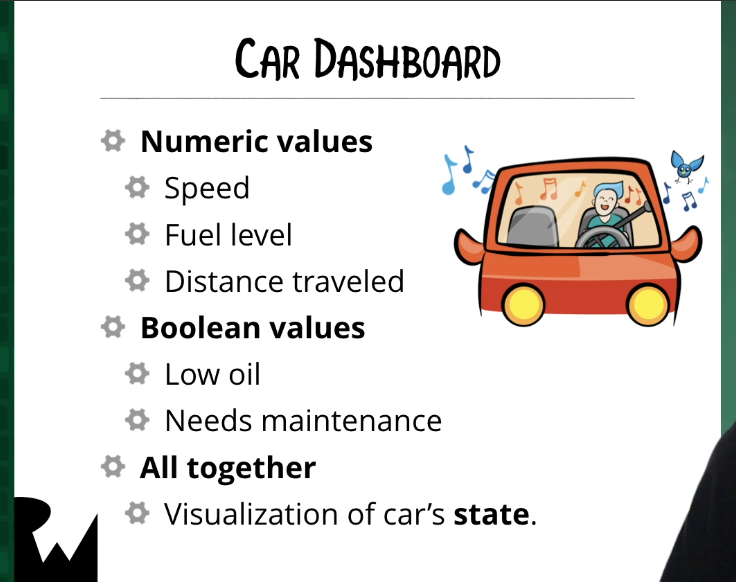 Car Dashboard
Numeric values
Speed
Fuel level
Distance traveled
Boolean values
Low oil
Needs maintenance
All together
Visualization of car’s state.
RW